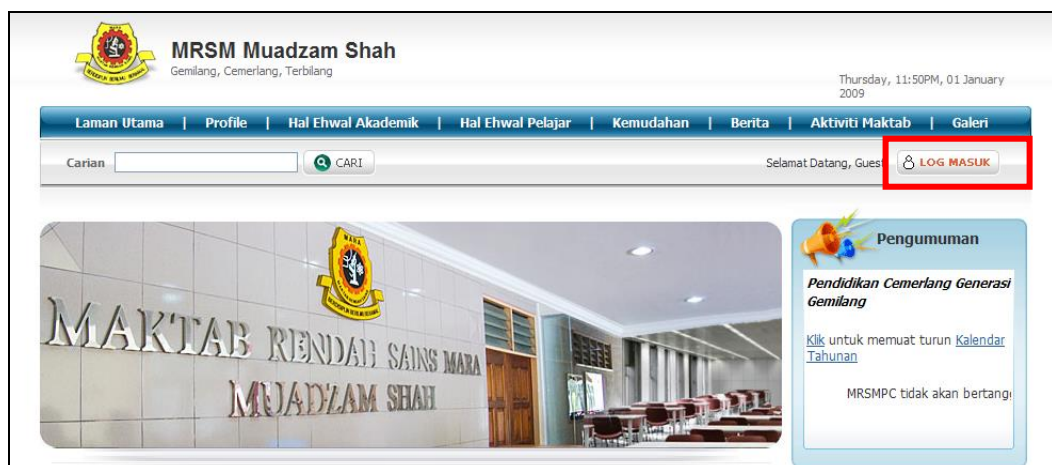 MRSM Muadzam Shah
Gemilang, Cemerlang, Terbilang
Thursday, 11:50PM, 01 January
2009
Laman Utama | Profile | Hal Ehwal Akademik | Hal Ehwal Pelajar | Kemudahan | Berita | Aktiviti Maktab | Galeri
Carian CARI Selamat Datang, Guest LOG MASUK
MARA
MAKTAB RENDAH SAINS MARA
MUADZAM SHAH
Pengumuman
Pendidikan Cemerlang Generasi
Gemilang
Klik untuk memuat turun Kalendar
Tahunan
MRSMPC tidak akan bertang